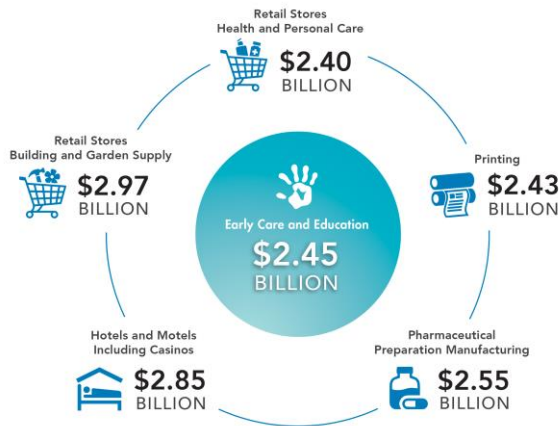 Retail Stores
Health and Personal Care
$2.40
BILLION
Retail Stores
Building and Garden Supply
$2.97
BILLION
Printing
$2.43
BILLION
Early Care and Education
$2.45
BILLION
Hotels and Motels
Including Casinos
$2.85
BILLION
Pharmaceutical
Preparation Manufacturing
$2.55
BILLION